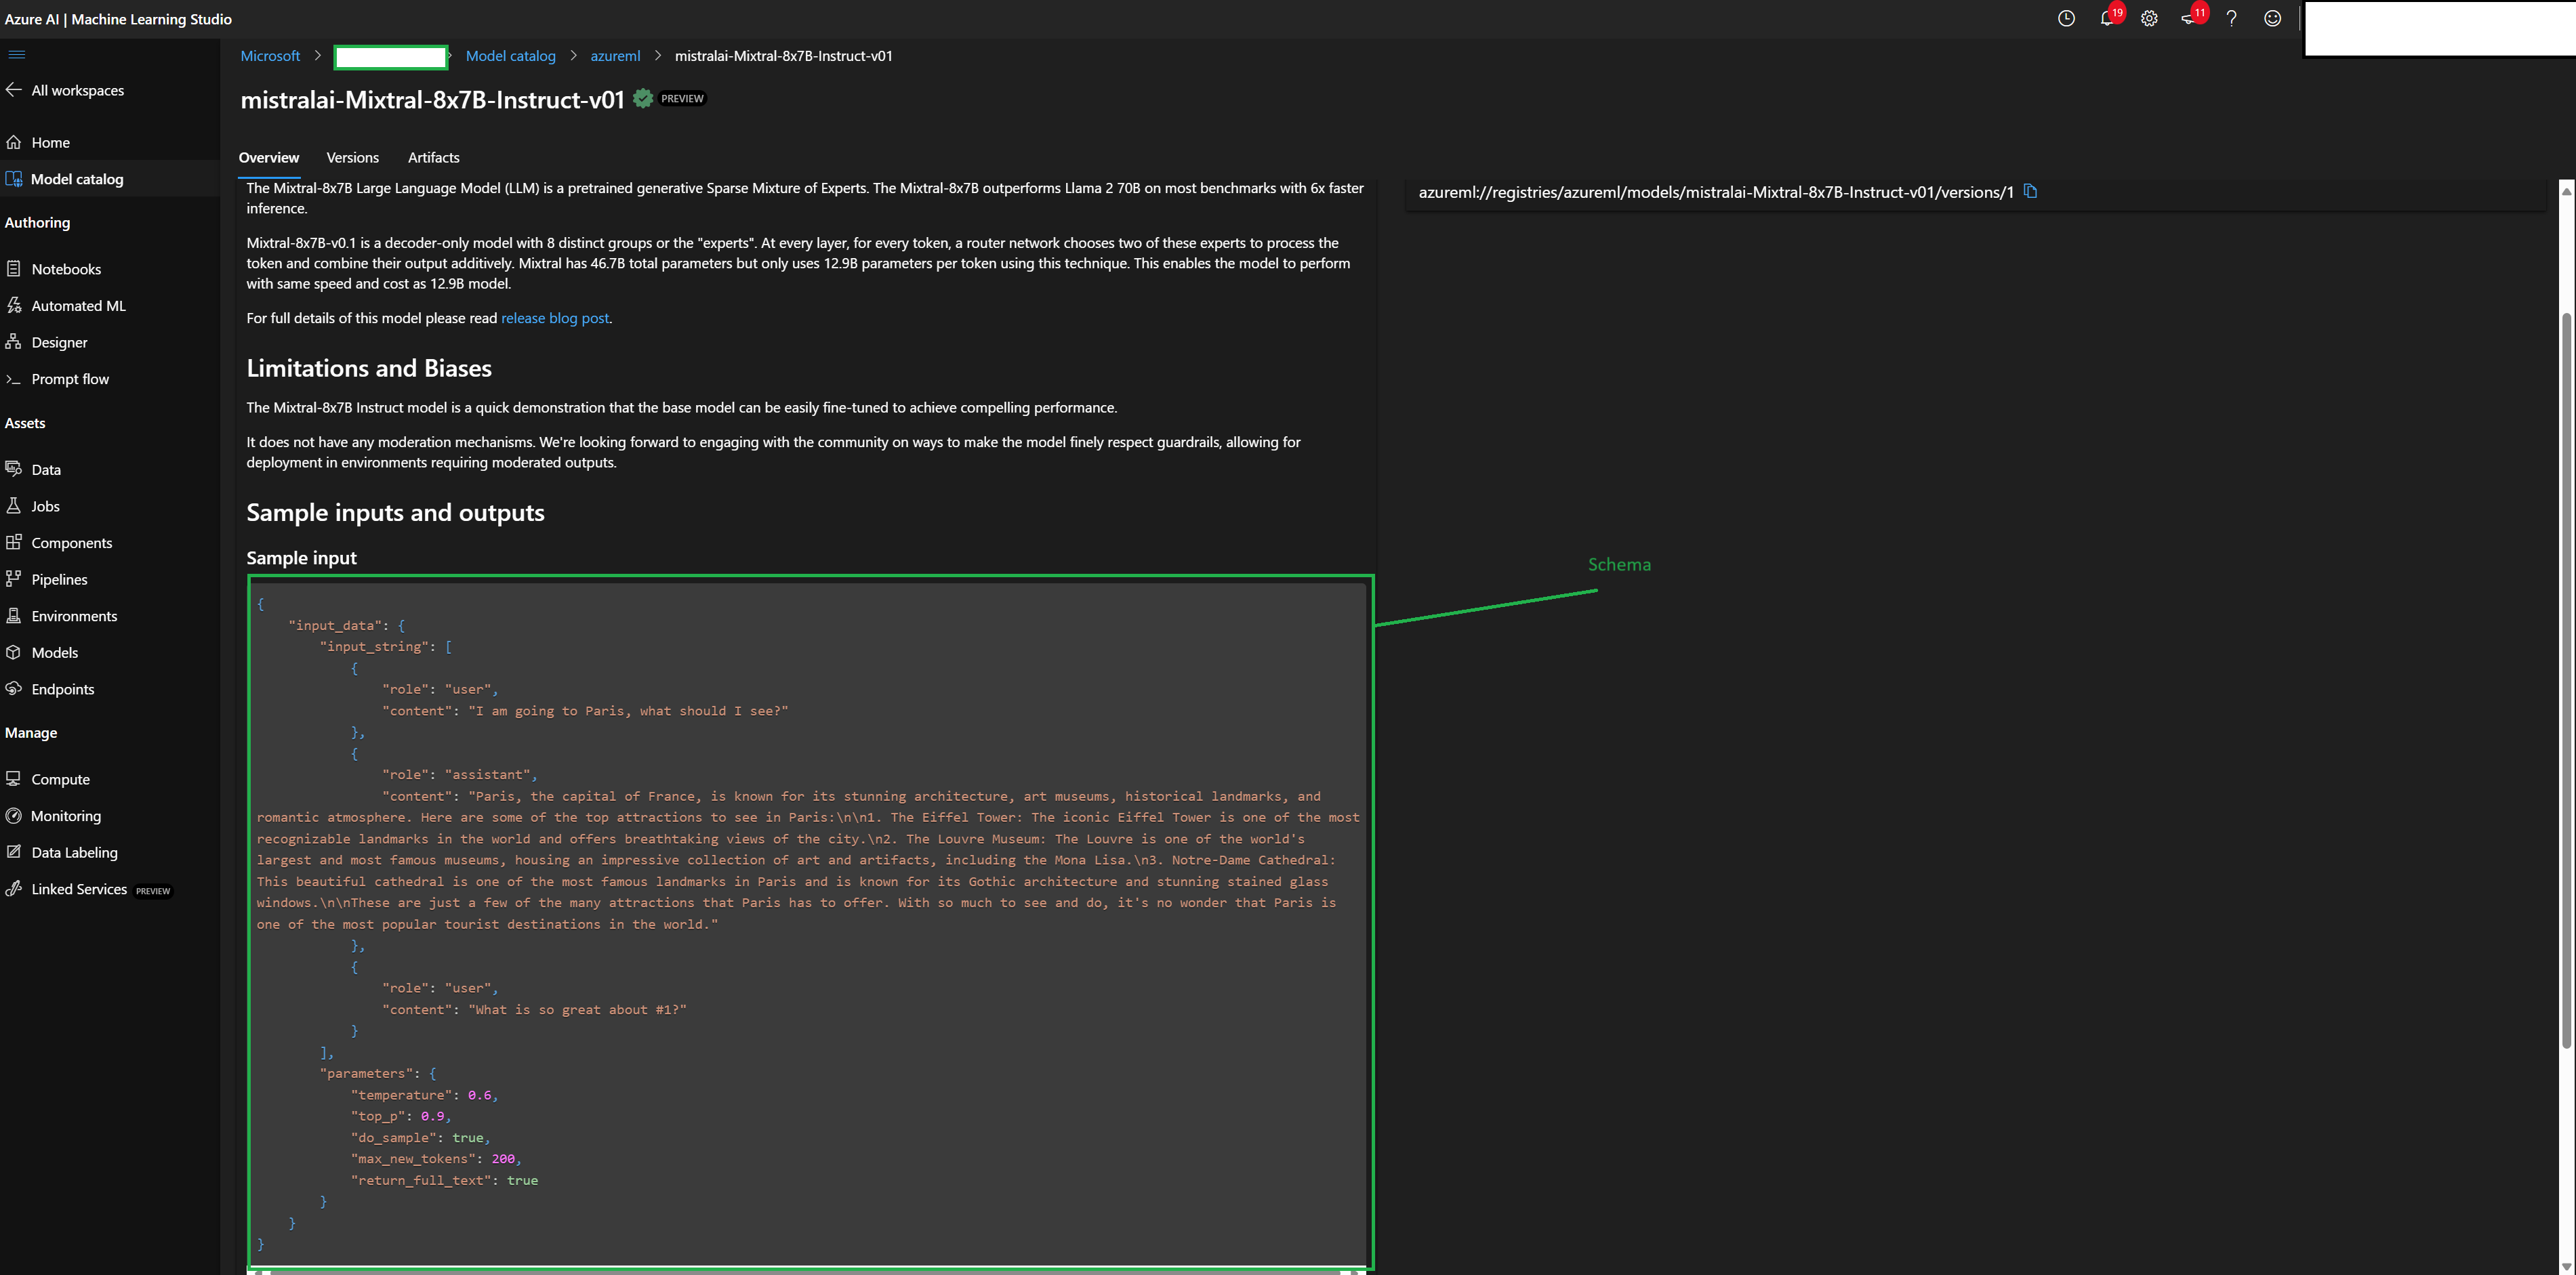 Azure AI | Machine Learning Studio
19
11
All workspaces
Home
Model catalog
Authoring
Notebooks
Automated ML
Designer
Prompt flow
Assets
Data
Jobs
Components
Pipelines
Environments
Models
Endpoints
Manage
Compute
Monitoring
Data Labeling
Linked Services PREVIEW
Microsoft > Model catalog > azureml > mistralai-Mixtral-8x7B-Instruct-v01
mistralai-Mixtral-8x7B-Instruct-v01 PREVIEW
Overview Versions Artifacts
The Mixtral-8x7B Large Language Model (LLM) is a pretrained generative Sparse Mixture of Experts. The Mixtral-8x7B outperforms Llama 2 70B on most benchmarks with 6x faster
inference.
Mixtral-8x7B-v0.1 is a decoder-only model with 8 distinct groups or the "experts". At every layer, for every token, a router network chooses two of these experts to process the
token and combine their output additively. Mixtral has 46.7B total parameters but only uses 12.9B parameters per token using this technique. This enables the model to perform
with same speed and cost as 12.9B model.
For full details of this model please read release blog post.
Limitations and Biases
The Mixtral-8x7B Instruct model is a quick demonstration that the base model can be easily fine-tuned to achieve compelling performance.
It does not have any moderation mechanisms. We're looking forward to engaging with the community on ways to make the model finely respect guardrails, allowing for
deployment in environments requiring moderated outputs.
Sample inputs and outputs
Sample input
{
"input_data": {
"input_string": [
{
"role": "user",
"content": "I am going to Paris, what should I see?"
},
{
"role": "assistant",
"content": "Paris, the capital of France, is known for its stunning architecture, art museums, historical landmarks, and
romantic atmosphere. Here are some of the top attractions to see in Paris:\n\n1. The Eiffel Tower: The iconic Eiffel Tower is one of the most
recognizable landmarks in the world and offers breathtaking views of the city.\n2. The Louvre Museum: The Louvre is one of the world's
largest and most famous museums, housing an impressive collection of art and artifacts, including the Mona Lisa.\n3. Notre-Dame Cathedral:
This beautiful cathedral is one of the most famous landmarks in Paris and is known for its Gothic architecture and stunning stained glass
windows.\n\nThese are just a few of the many attractions that Paris has to offer. With so much to see and do, it's no wonder that Paris is
one of the most popular tourist destinations in the world."
},
{
"role": "user",
"content": "What is so great about #1?"
}
],
"parameters": {
"temperature": 0.6,
"top_p": 0.9,
"do_sample": true,
"max_new_tokens": 200,
"return_full_text": true
}
}
}
azureml://registries/azureml/models/mistralai-Mixtral-8x7B-Instruct-v01/versions/1
Schema